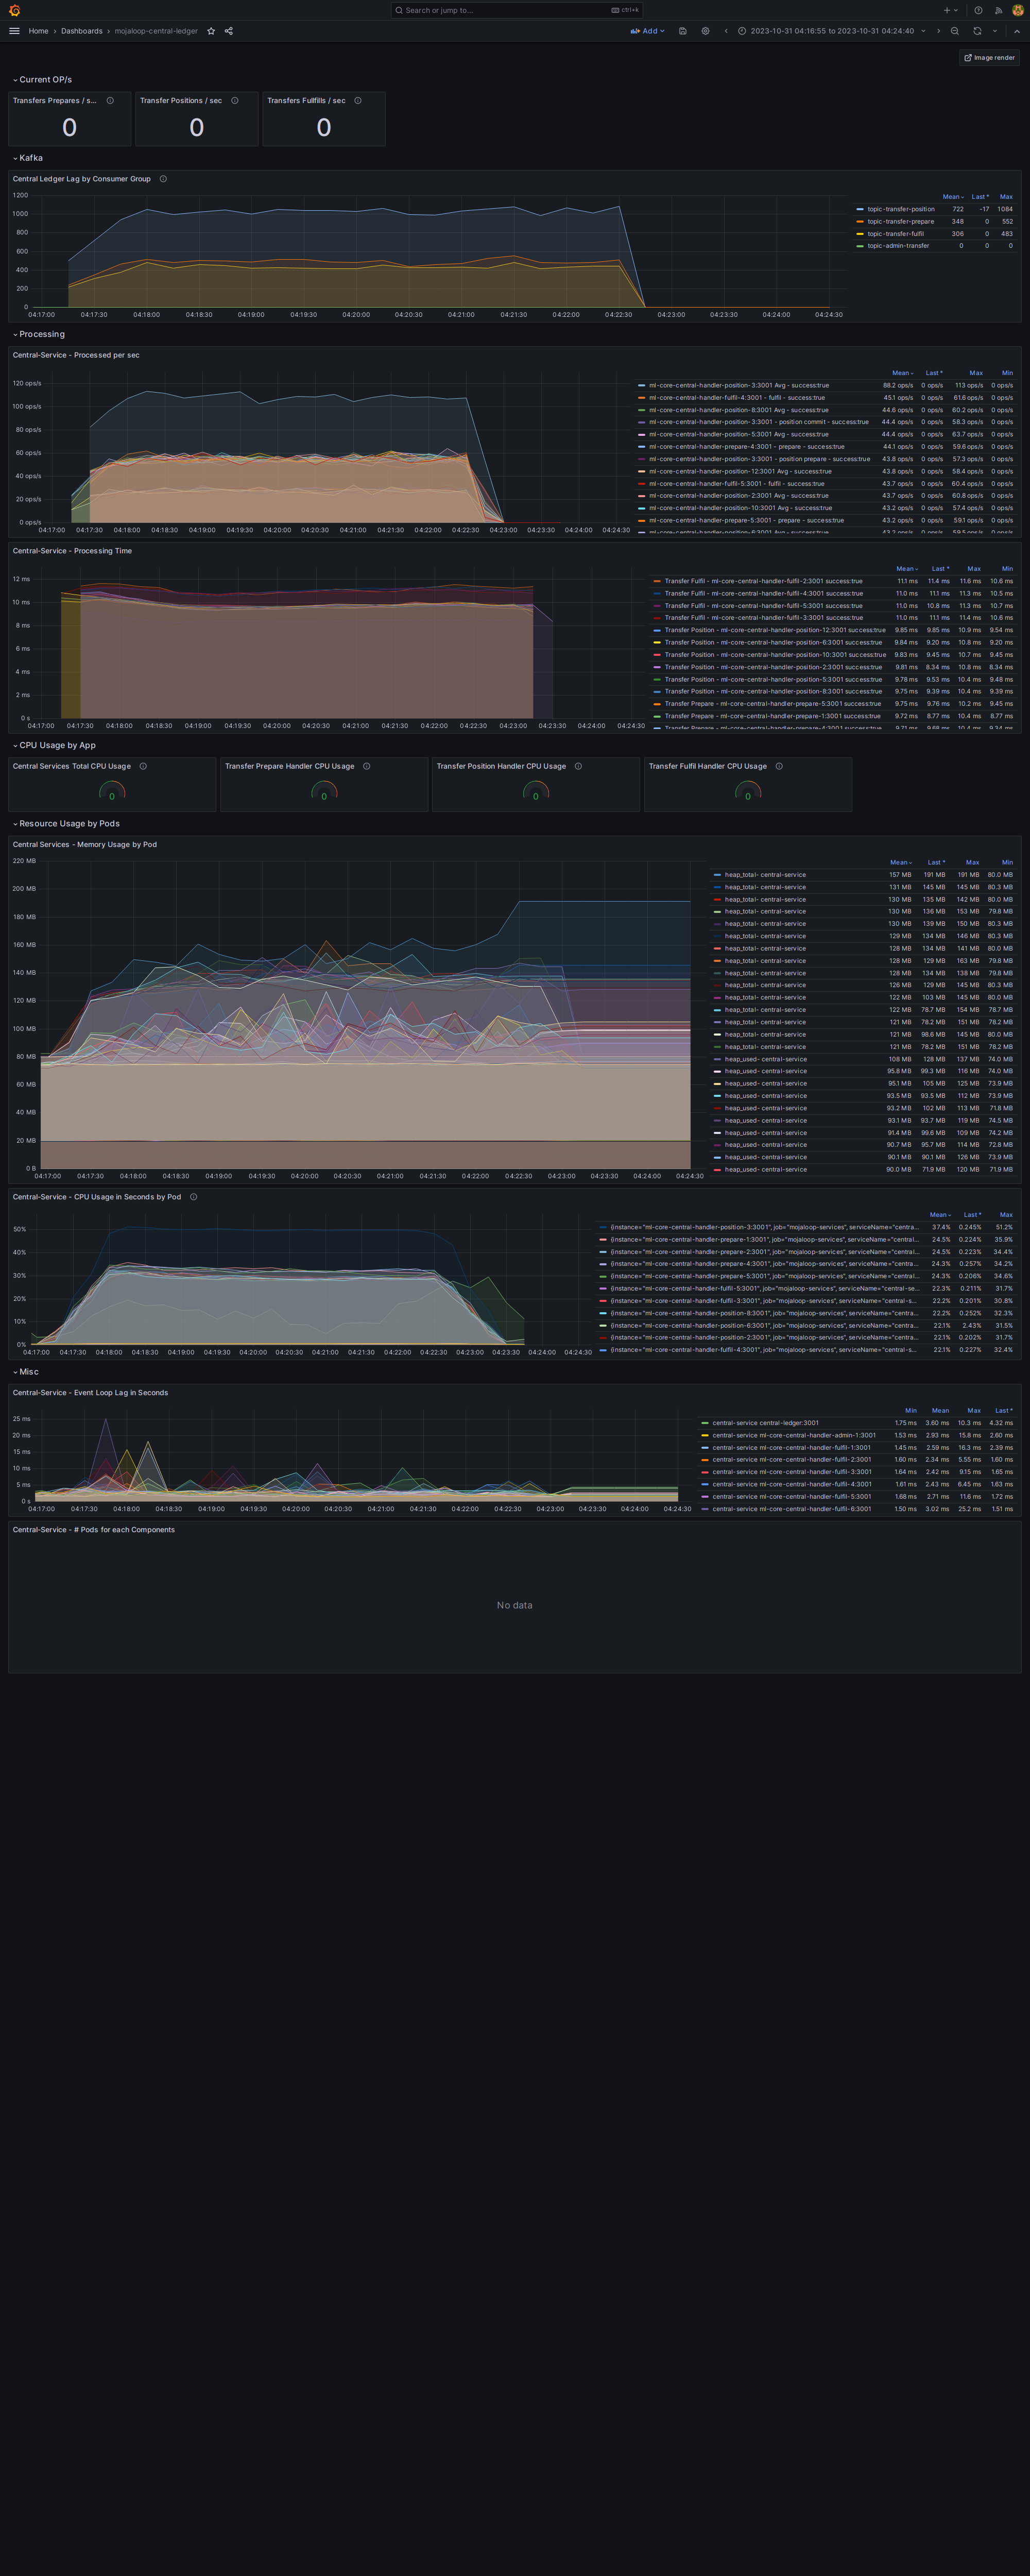 Search or jump to... ctrl+k
Home › Dashboards › mojaloop-central-ledger Add 2023-10-31 04:16:55 to 2023-10-31 04:24:40
Image render
Current OP/s
Transfers Prepares / s... Transfer Positions / sec Transfers Fullfills / sec
0 0 0
Kafka
Central Ledger Lag by Consumer Group
Mean Last * Max
topic-transfer-position 722 -17 1084
topic-transfer-prepare 348 0 552
topic-transfer-fulfil 306 0 483
topic-admin-transfer 0 0 0
1200
1000
800
600
400
200
0
04:17:00 04:17:30 04:18:00 04:18:30 04:19:00 04:19:30 04:20:00 04:20:30 04:21:00 04:21:30 04:22:00 04:22:30 04:23:00 04:23:30 04:24:00 04:24:30
Processing
Central-Service - Processed per sec
120 ops/s
100 ops/s
80 ops/s
60 ops/s
40 ops/s
20 ops/s
0 ops/s
04:17:00 04:17:30 04:18:00 04:18:30 04:19:00 04:19:30 04:20:00 04:20:30 04:21:00 04:21:30 04:22:00 04:22:30 04:23:00 04:23:30 04:24:00 04:24:30
Mean Last * Max Min
ml-core-central-handler-position-3:3001 Avg - success:true 88.2 ops/s 0 ops/s 113 ops/s 0 ops/s
ml-core-central-handler-fulfil-4:3001 - fulfil - success:true 45.1 ops/s 0 ops/s 61.6 ops/s 0 ops/s
ml-core-central-handler-position-8:3001 Avg - success:true 44.6 ops/s 0 ops/s 60.2 ops/s 0 ops/s
ml-core-central-handler-position-3:3001 - position commit - success:true 44.4 ops/s 0 ops/s 58.3 ops/s 0 ops/s
ml-core-central-handler-position-5:3001 Avg - success:true 44.4 ops/s 0 ops/s 63.7 ops/s 0 ops/s
ml-core-central-handler-prepare-4:3001 - prepare - success:true 44.1 ops/s 0 ops/s 59.6 ops/s 0 ops/s
ml-core-central-handler-position-3:3001 - position prepare - success:true 43.8 ops/s 0 ops/s 57.3 ops/s 0 ops/s
ml-core-central-handler-position-12:3001 Avg - success:true 43.8 ops/s 0 ops/s 58.4 ops/s 0 ops/s
ml-core-central-handler-fulfil-5:3001 - fulfil - success:true 43.7 ops/s 0 ops/s 60.4 ops/s 0 ops/s
ml-core-central-handler-position-2:3001 Avg - success:true 43.7 ops/s 0 ops/s 60.8 ops/s 0 ops/s
ml-core-central-handler-position-10:3001 Avg - success:true 43.2 ops/s 0 ops/s 57.4 ops/s 0 ops/s
ml-core-central-handler-prepare-5:3001 - prepare - success:true 43.2 ops/s 0 ops/s 59.1 ops/s 0 ops/s
Central-Service - Processing Time
12 ms
10 ms
8 ms
6 ms
4 ms
2 ms
0 s
04:17:00 04:17:30 04:18:00 04:18:30 04:19:00 04:19:30 04:20:00 04:20:30 04:21:00 04:21:30 04:22:00 04:22:30 04:23:00 04:23:30 04:24:00 04:24:30
Mean Last * Max Min
Transfer Fulfil - ml-core-central-handler-fulfil-2:3001 success:true 11.1 ms 11.4 ms 11.6 ms 10.6 ms
Transfer Fulfil - ml-core-central-handler-fulfil-4:3001 success:true 11.0 ms 11.1 ms 11.3 ms 10.5 ms
Transfer Fulfil - ml-core-central-handler-fulfil-5:3001 success:true 11.0 ms 10.8 ms 11.3 ms 10.7 ms
Transfer Fulfil - ml-core-central-handler-fulfil-3:3001 success:true 11.0 ms 11.1 ms 11.4 ms 10.6 ms
Transfer Position - ml-core-central-handler-position-12:3001 success:true 9.85 ms 9.85 ms 10.9 ms 9.54 ms
Transfer Position - ml-core-central-handler-position-6:3001 success:true 9.84 ms 9.20 ms 10.8 ms 9.20 ms
Transfer Position - ml-core-central-handler-position-10:3001 success:true 9.83 ms 9.45 ms 10.7 ms 9.45 ms
Transfer Position - ml-core-central-handler-position-2:3001 success:true 9.81 ms 8.34 ms 10.8 ms 8.34 ms
Transfer Position - ml-core-central-handler-position-5:3001 success:true 9.78 ms 9.53 ms 10.4 ms 9.48 ms
Transfer Position - ml-core-central-handler-position-8:3001 success:true 9.75 ms 9.39 ms 10.4 ms 9.39 ms
Transfer Prepare - ml-core-central-handler-prepare-5:3001 success:true 9.75 ms 9.76 ms 10.2 ms 9.45 ms
Transfer Prepare - ml-core-central-handler-prepare-1:3001 success:true 9.72 ms 8.77 ms 10.4 ms 8.77 ms
CPU Usage by App
Central Services Total CPU Usage Transfer Prepare Handler CPU Usage Transfer Position Handler CPU Usage Transfer Fulfil Handler CPU Usage
0 0 0 0
Resource Usage by Pods
Central Services - Memory Usage by Pod
220 MB
200 MB
180 MB
160 MB
140 MB
120 MB
100 MB
80 MB
60 MB
40 MB
20 MB
0 B
04:17:00 04:17:30 04:18:00 04:18:30 04:19:00 04:19:30 04:20:00 04:20:30 04:21:00 04:21:30 04:22:00 04:22:30 04:23:00 04:23:30 04:24:00 04:24:30
Mean Last * Max Min
heap_total- central-service 157 MB 191 MB 191 MB 80.0 MB
heap_total- central-service 131 MB 145 MB 145 MB 80.3 MB
heap_total- central-service 130 MB 135 MB 142 MB 80.0 MB
heap_total- central-service 130 MB 136 MB 153 MB 79.8 MB
heap_total- central-service 130 MB 139 MB 150 MB 80.3 MB
heap_total- central-service 129 MB 134 MB 146 MB 80.3 MB
heap_total- central-service 128 MB 134 MB 141 MB 80.0 MB
heap_total- central-service 128 MB 129 MB 163 MB 79.8 MB
heap_total- central-service 128 MB 134 MB 138 MB 79.8 MB
heap_total- central-service 126 MB 129 MB 145 MB 80.3 MB
heap_total- central-service 122 MB 103 MB 145 MB 80.0 MB
heap_total- central-service 122 MB 78.7 MB 154 MB 78.7 MB
heap_total- central-service 121 MB 78.2 MB 151 MB 78.2 MB
heap_total- central-service 121 MB 98.6 MB 145 MB 80.0 MB
heap_total- central-service 121 MB 78.2 MB 151 MB 78.2 MB
heap_used- central-service 108 MB 128 MB 137 MB 74.0 MB
heap_used- central-service 95.8 MB 99.3 MB 116 MB 74.0 MB
heap_used- central-service 95.1 MB 105 MB 125 MB 73.9 MB
heap_used- central-service 93.5 MB 93.5 MB 112 MB 73.9 MB
heap_used- central-service 93.2 MB 102 MB 113 MB 71.8 MB
heap_used- central-service 93.1 MB 93.7 MB 119 MB 74.5 MB
heap_used- central-service 91.4 MB 99.6 MB 109 MB 74.2 MB
heap_used- central-service 90.7 MB 95.7 MB 114 MB 72.8 MB
heap_used- central-service 90.1 MB 90.1 MB 126 MB 73.9 MB
heap_used- central-service 90.0 MB 71.9 MB 120 MB 71.9 MB
Central-Service - CPU Usage in Seconds by Pod
50%
40%
30%
20%
10%
0%
04:17:00 04:17:30 04:18:00 04:18:30 04:19:00 04:19:30 04:20:00 04:20:30 04:21:00 04:21:30 04:22:00 04:22:30 04:23:00 04:23:30 04:24:00 04:24:30
Mean Last * Max
{instance="ml-core-central-handler-position-3:3001", job="mojaloop-services", serviceName="centra... 37.4% 0.245% 51.2%
{instance="ml-core-central-handler-prepare-1:3001", job="mojaloop-services", serviceName="central... 24.5% 0.224% 35.9%
{instance="ml-core-central-handler-prepare-2:3001", job="mojaloop-services", serviceName="central... 24.5% 0.223% 34.4%
{instance="ml-core-central-handler-prepare-4:3001", job="mojaloop-services", serviceName="centra... 24.3% 0.257% 34.2%
{instance="ml-core-central-handler-prepare-5:3001", job="mojaloop-services", serviceName="central... 24.3% 0.206% 34.6%
{instance="ml-core-central-handler-fulfil-5:3001", job="mojaloop-services", serviceName="central-se... 22.3% 0.211% 31.7%
{instance="ml-core-central-handler-fulfil-3:3001", job="mojaloop-services", serviceName="central-s... 22.2% 0.201% 30.8%
{instance="ml-core-central-handler-position-8:3001", job="mojaloop-services", serviceName="centra... 22.2% 0.252% 32.3%
{instance="ml-core-central-handler-position-6:3001", job="mojaloop-services", serviceName="centra... 22.1% 2.43% 31.5%
{instance="ml-core-central-handler-position-2:3001", job="mojaloop-services", serviceName="centra... 22.1% 0.202% 31.7%
{instance="ml-core-central-handler-fulfil-4:3001", job="mojaloop-services", serviceName="central-s... 22.1% 0.227% 32.4%
Misc
Central-Service - Event Loop Lag in Seconds
25 ms
20 ms
15 ms
10 ms
5 ms
0 s
04:17:00 04:17:30 04:18:00 04:18:30 04:19:00 04:19:30 04:20:00 04:20:30 04:21:00 04:21:30 04:22:00 04:22:30 04:23:00 04:23:30 04:24:00 04:24:30
Min Mean Max Last *
central-service central-ledger:3001 1.75 ms 3.60 ms 10.3 ms 4.32 ms
central-service ml-core-central-handler-admin-1:3001 1.53 ms 2.93 ms 15.8 ms 2.60 ms
central-service ml-core-central-handler-fulfil-1:3001 1.45 ms 2.59 ms 16.3 ms 2.39 ms
central-service ml-core-central-handler-fulfil-2:3001 1.60 ms 2.34 ms 5.55 ms 1.60 ms
central-service ml-core-central-handler-fulfil-3:3001 1.64 ms 2.42 ms 9.15 ms 1.65 ms
central-service ml-core-central-handler-fulfil-4:3001 1.61 ms 2.43 ms 6.45 ms 1.63 ms
central-service ml-core-central-handler-fulfil-5:3001 1.68 ms 2.71 ms 11.6 ms 1.72 ms
central-service ml-core-central-handler-fulfil-6:3001 1.50 ms 3.02 ms 25.2 ms 1.51 ms
Central-Service - # Pods for each Components
No data